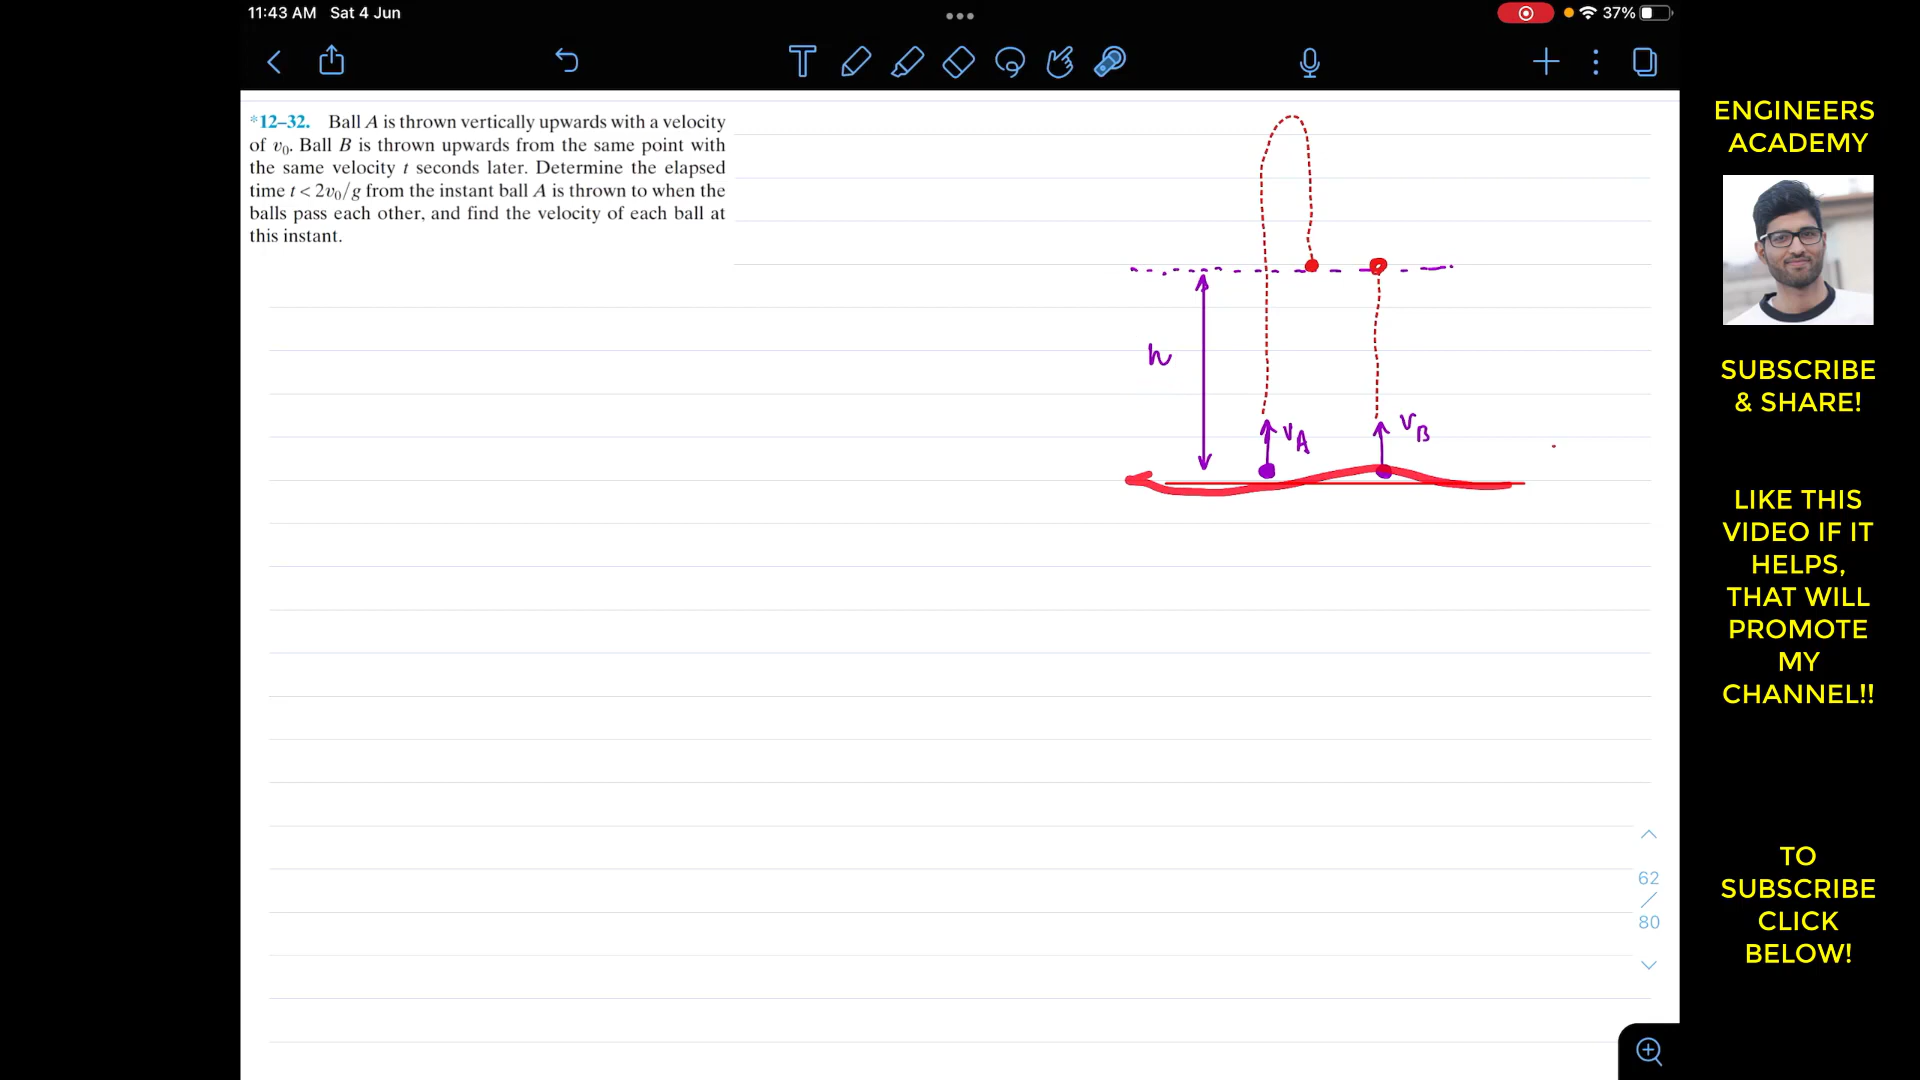 11:43 AM Sat 4 Jun
37%
*12–32. Ball A is thrown vertically upwards with a velocity
of v₀. Ball B is thrown upwards from the same point with
the same velocity t seconds later. Determine the elapsed
time t < 2v₀/g from the instant ball A is thrown to when the
balls pass each other, and find the velocity of each ball at
this instant.
h
vA
vB
62
/
80
ENGINEERS
ACADEMY
SUBSCRIBE
& SHARE!
LIKE THIS
VIDEO IF IT
HELPS,
THAT WILL
PROMOTE
MY
CHANNEL!!
TO
SUBSCRIBE
CLICK
BELOW!